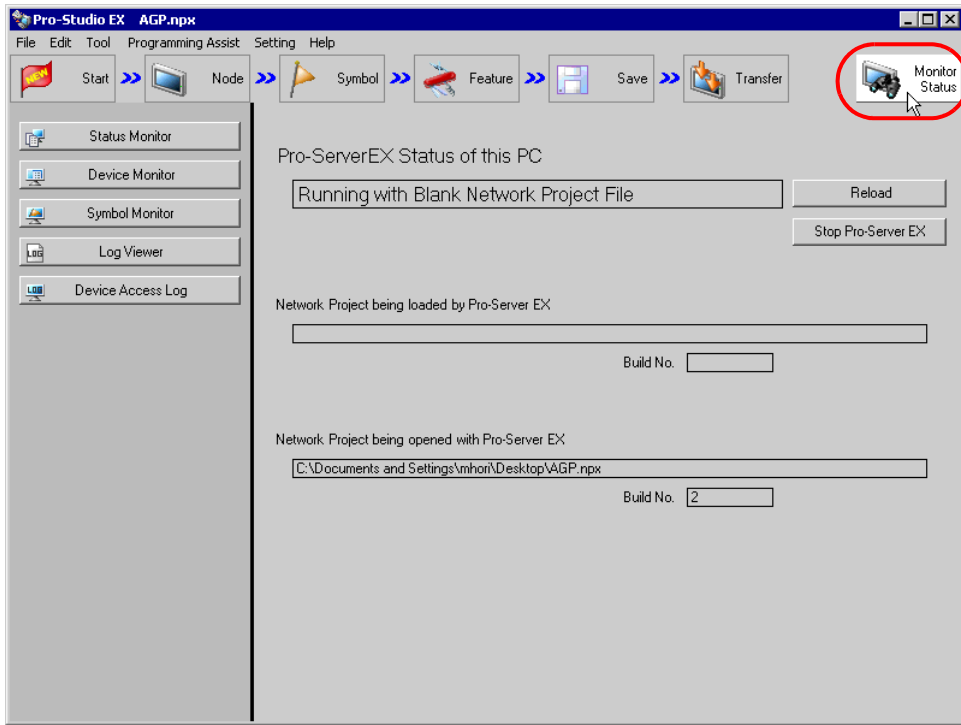 Pro-Studio EX AGP.npx
File Edit Tool Programming Assist Setting Help
NEW Start Node Symbol Feature Save Transfer Monitor Status
Status Monitor
Device Monitor
Symbol Monitor
LOG Log Viewer
LOG Device Access Log
Pro-ServerEX Status of this PC
Running with Blank Network Project File
Reload
Stop Pro-Server EX
Network Project being loaded by Pro-Server EX
Build No.
Network Project being opened with Pro-Server EX
C:\Documents and Settings\mhori\Desktop\AGP.npx
Build No. 2